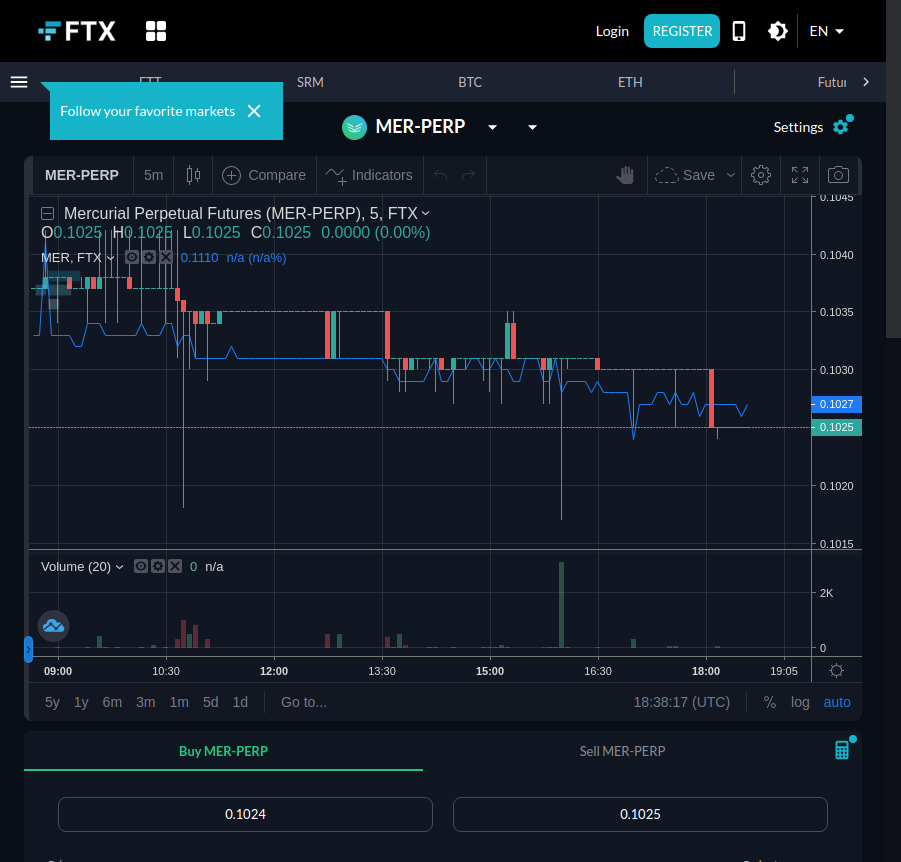 FTX
Login
REGISTER
EN
FTT
SRM
BTC
ETH
Futur
Follow your favorite markets
MER-PERP
Settings
MER-PERP 5m Compare Indicators Save
Mercurial Perpetual Futures (MER-PERP), 5, FTX
O0.1025 H0.1025 L0.1025 C0.1025 0.0000 (0.00%)
MER, FTX 0.1110 n/a (n/a%)
0.1045
0.1040
0.1035
0.1030
0.1027
0.1025
0.1020
0.1015
Volume (20) 0 n/a
2K
0
09:00 10:30 12:00 13:30 15:00 16:30 18:00 19:05
5y 1y 6m 3m 1m 5d 1d Go to... 18:38:17 (UTC) % log auto
Buy MER-PERP Sell MER-PERP
0.1024 0.1025